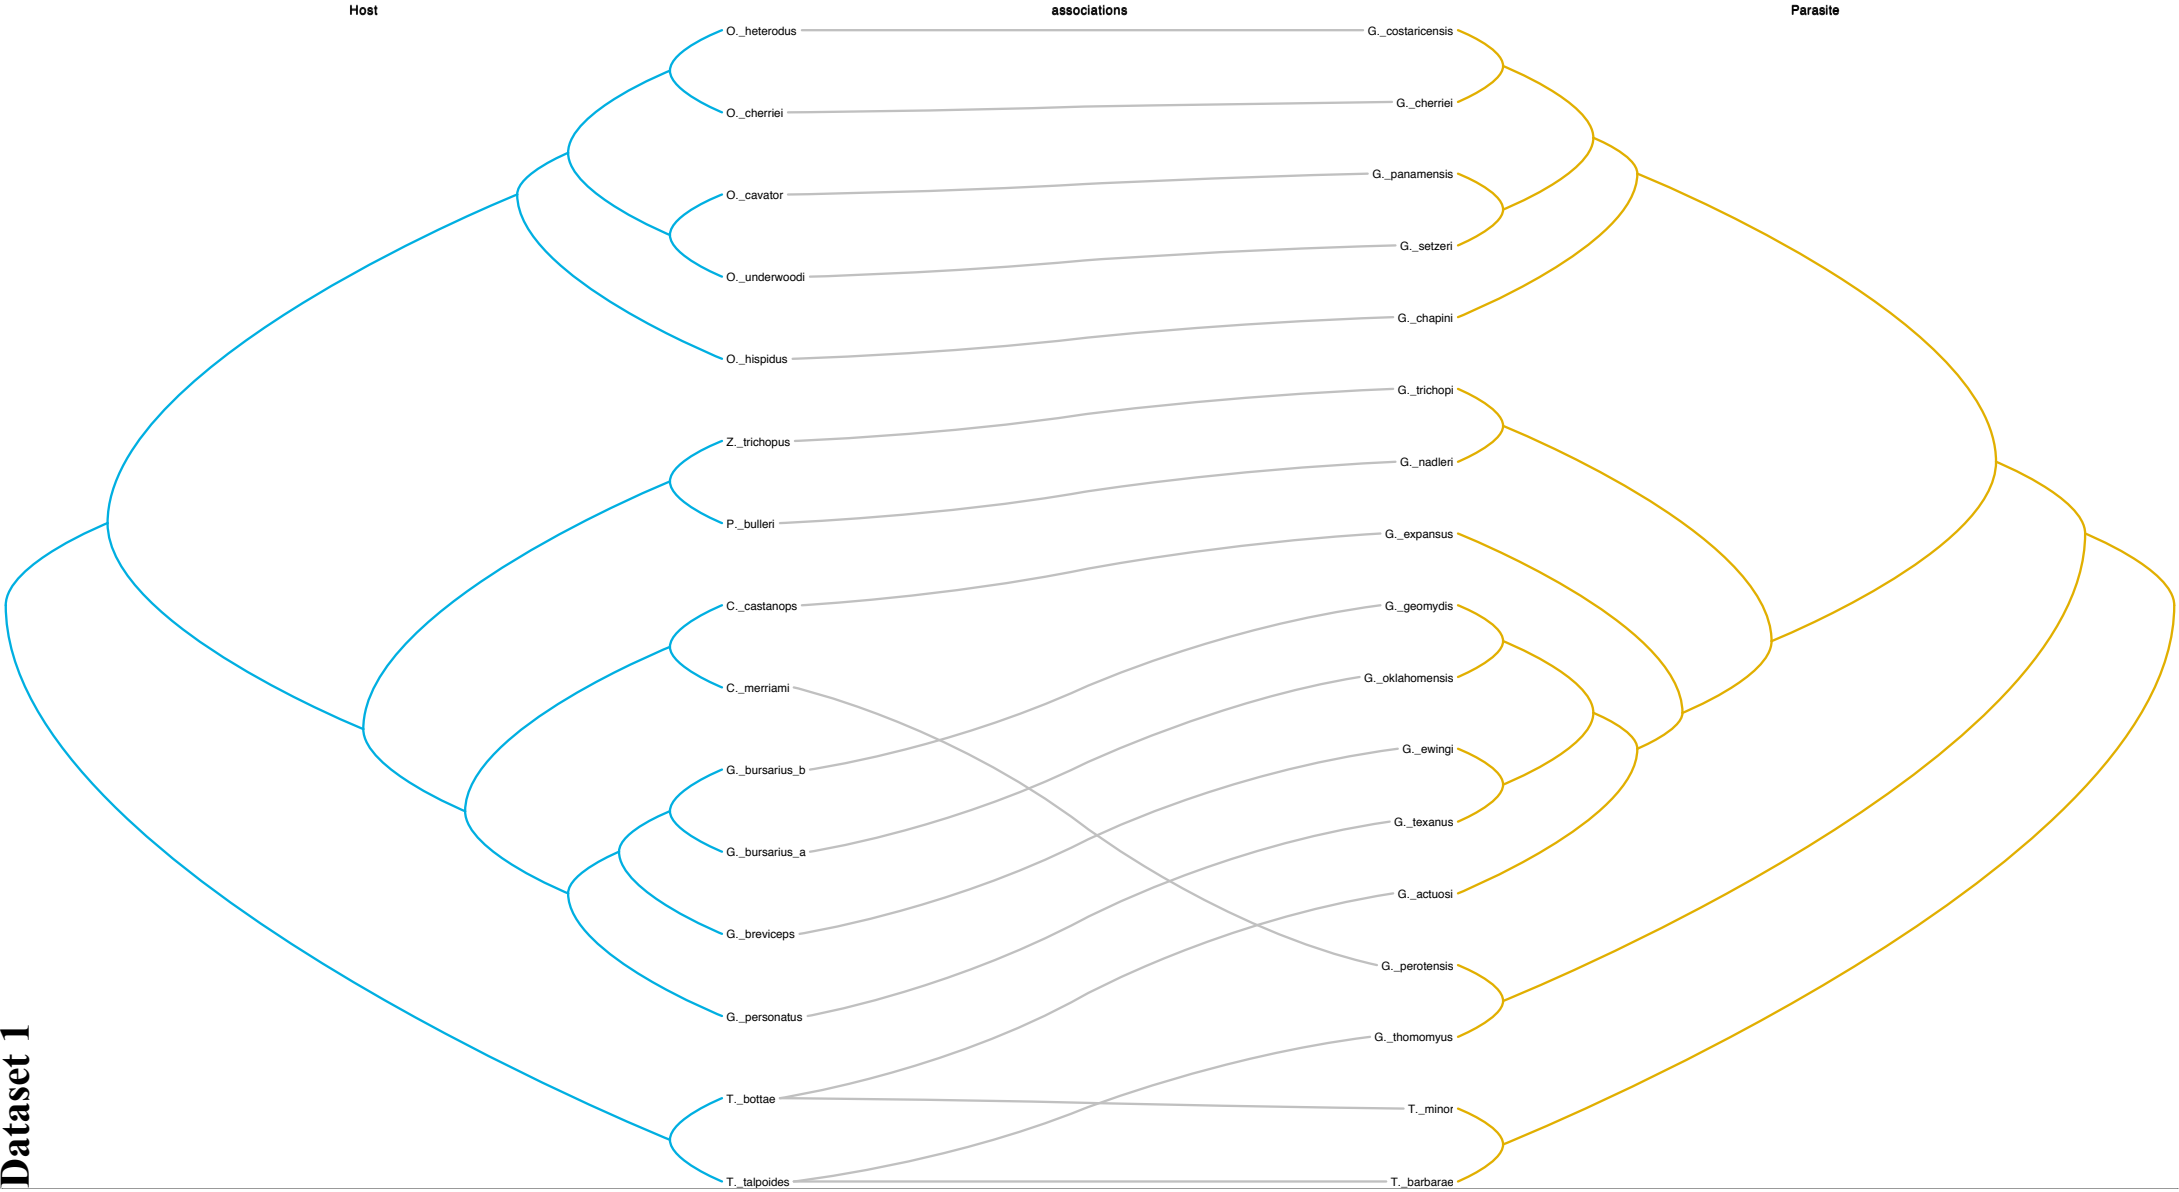 Host associations Parasite
O._heterodus G._costaricensis
O._cherriei G._cherriei
O._cavator G._panamensis
O._underwoodi G._setzeri
O._hispidus G._chapini
Z._trichopus G._trichopi
P._bulleri G._nadleri
C._castanops G._expansus
C._merriami G._geomydis
G._bursarius_b G._oklahomensis
G._bursarius_a G._ewingi
G._breviceps G._texanus
G._personatus G._actuosi
T._bottae G._perotensis
T._talpoides G._thomomyus
T._minor
T._barbarae
Dataset 1